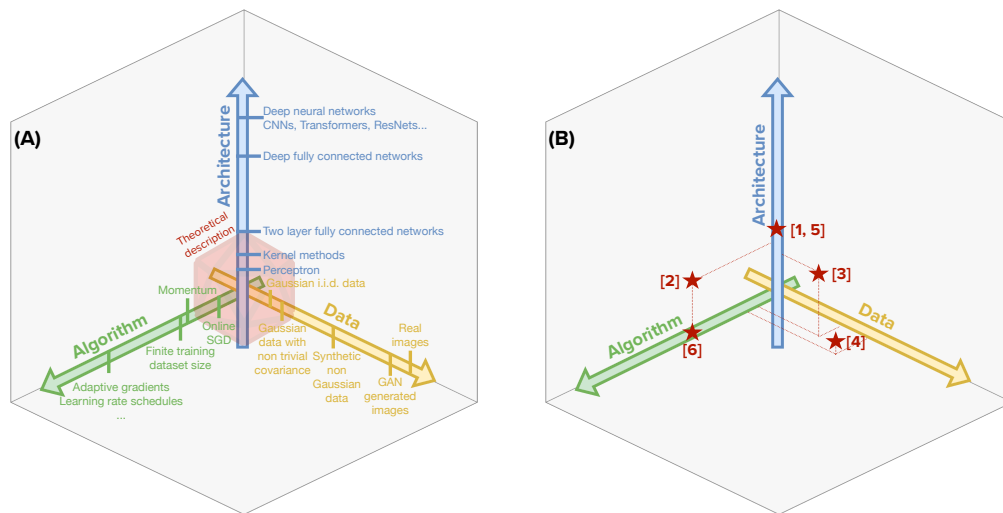 (A)
Architecture
Deep neural networks
CNNs, Transformers, ResNets...
Deep fully connected networks
Two layer fully connected networks
Kernel methods
Perceptron
Theoretical
description
Algorithm
Momentum
Online
SGD
Finite training
dataset size
Adaptive gradients
Learning rate schedules
...
Data
Gaussian i.i.d. data
Gaussian
data with
non trivial
covariance
Synthetic
non
Gaussian
data
GAN
generated
images
Real
images
(B)
Architecture
[1, 5]
[2]
[3]
[4]
[6]
Algorithm
Data